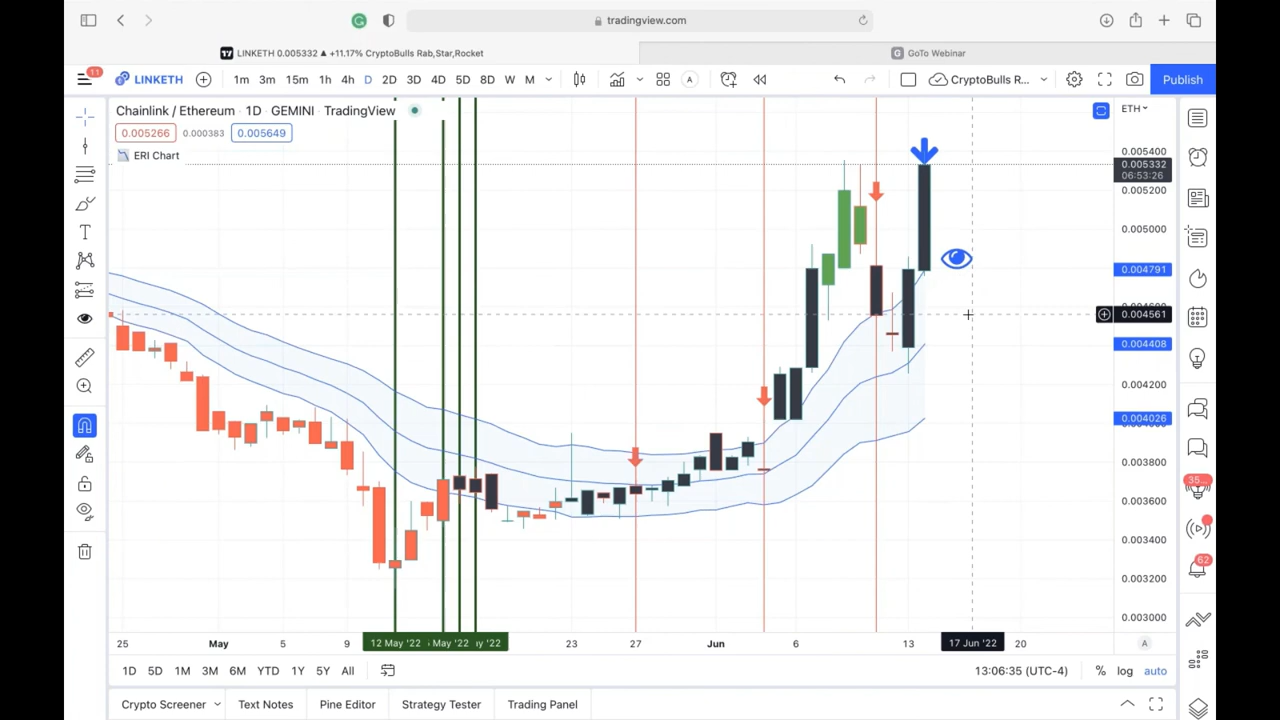 tradingview.com
LINKETH 0.005332 ▲ +11.17% CryptoBulls Rab,Star,Rocket
GoTo Webinar
11
LINKETH
1m 3m 15m 1h 4h D 2D 3D 4D 5D 8D W M
A
CryptoBulls R...
Publish
Chainlink / Ethereum · 1D · GEMINI · TradingView
ETH
0.005266 0.000383 0.005649
ERI Chart
0.005400
0.005332
06:53:26
0.005200
0.005000
0.004791
0.004561
0.004408
0.004200
0.004026
0.003800
0.003600
0.003400
0.003200
0.003000
25 May 5 9 12 May '22 May '22 23 27 Jun 6 13 17 Jun '22 20
A
1D 5D 1M 3M 6M YTD 1Y 5Y All
13:06:35 (UTC-4)
% log auto
Crypto Screener Text Notes Pine Editor Strategy Tester Trading Panel
T
35...
62